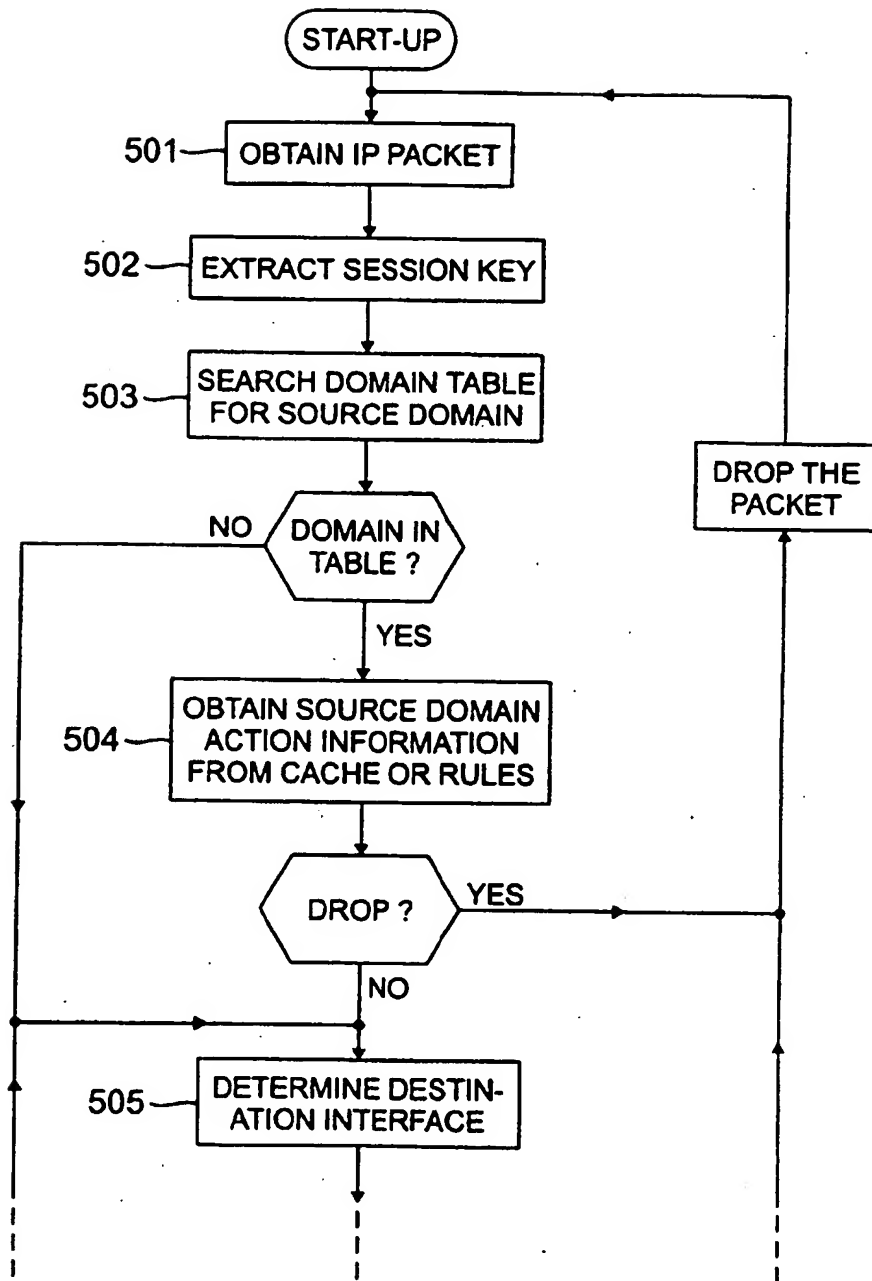 START-UP
501
OBTAIN IP PACKET
502
EXTRACT SESSION KEY
503
SEARCH DOMAIN TABLE
FOR SOURCE DOMAIN
DROP THE
PACKET
NO
DOMAIN IN
TABLE ?
YES
504
OBTAIN SOURCE DOMAIN
ACTION INFORMATION
FROM CACHE OR RULES
DROP ?
YES
NO
505
DETERMINE DESTIN-
ATION INTERFACE